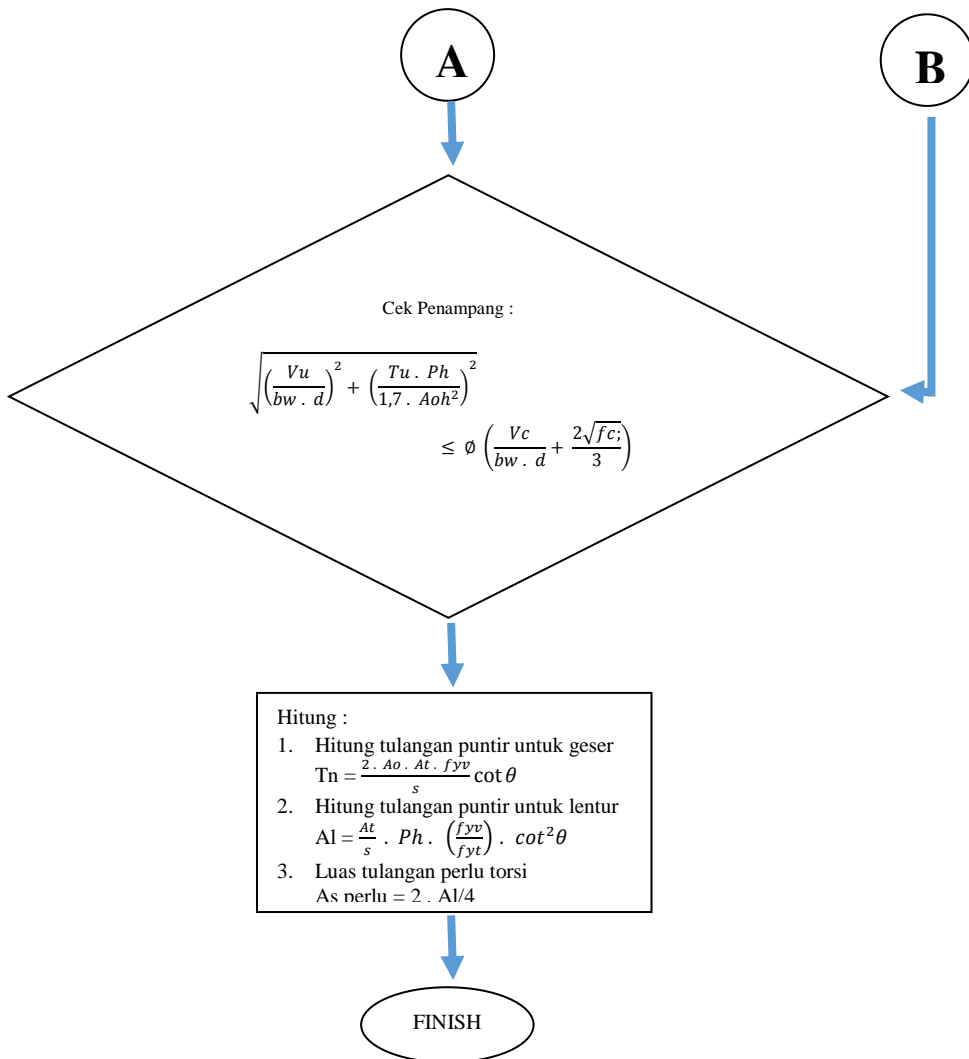 A
B
Cek Penampang :
√((Vu / bw . d)² + (Tu . Ph / 1,7 . Aoh²)²)
≤ ∅ (Vc / bw . d + 2√fc; / 3)
Hitung :
1. Hitung tulangan puntir untuk geser
Tn = 2 . Ao . At . fyv / s cot θ
2. Hitung tulangan puntir untuk lentur
Al = At / s . Ph . (fyv / fyt) . cot²θ
3. Luas tulangan perlu torsi
As perlu = 2 . Al/4
FINISH